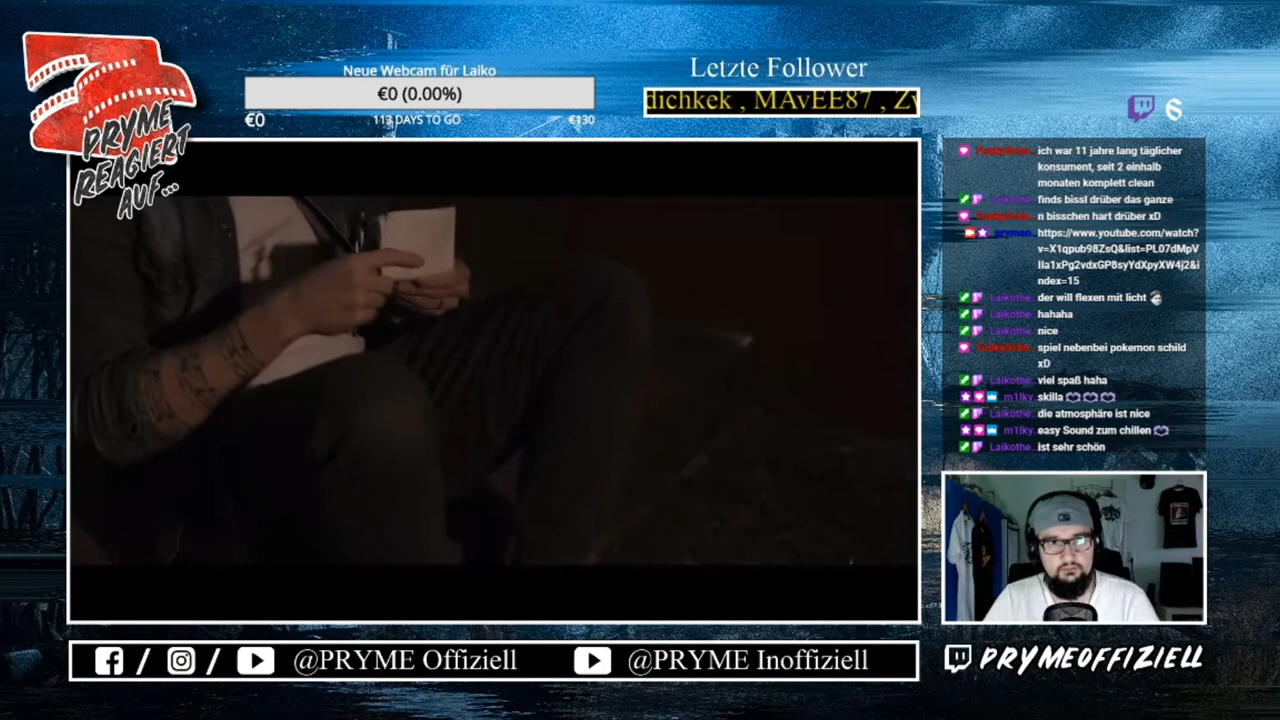 PRYME
REAGIERT
AUF...
Neue Webcam für Laiko
€0 (0.00%)
€0 113 DAYS TO GO €130
Letzte Follower
dichkek , MAvEE87 , Zy
6
ich war 11 jahre lang täglicher
konsument, seit 2 einhalb
monaten komplett clean
Laikothe.. finds bissl drüber das ganze
n bisschen hart drüber xD
prymeo.. https://www.youtube.com/watch?
v=X1qpub98ZsQ&list=PL07dMpV
IIa1xPg2vdxGP8syYdXpyXW4j2&i
ndex=15
Laikothe.. der will flexen mit licht
Laikothe.. hahaha
Laikothe.. nice
spiel nebenbei pokemon schild
xD
Laikothe.. viel spaß haha
m1lky.. skilla
Laikothe.. die atmosphäre ist nice
m1lky.. easy Sound zum chillen
Laikothe.. ist sehr schön
/ / @PRYME Offiziell @PRYME Inoffiziell
PRYMEOFFIZIELL